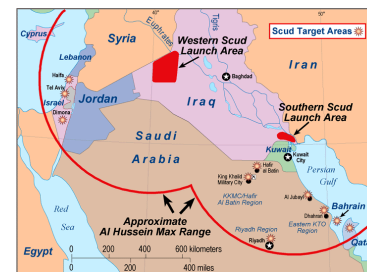 50°
Scud Target Areas
Cyprus
Syria
Euphrates
Tigris
Western Scud
Launch Area
Iran
Lebanon
Haifa
Tel Aviv
Israel
Dimona
Jordan
Baghdad
Iraq
Southern Scud
Launch Area
Kuwait
Kuwait
City
Saudi
Arabia
Hafir
al Batin
King Khalid
Military City
KKMC/Hafir
Al Batin Region
Persian
Gulf
Al Jubayl
Dhahran
Bahrain
Eastern KTO
Region
Qata
Approximate
Al Hussein Max Range
Riyadh Region
Riyadh
Red
Sea
Egypt
0 200 400 600 kilometers
0 200 400 miles